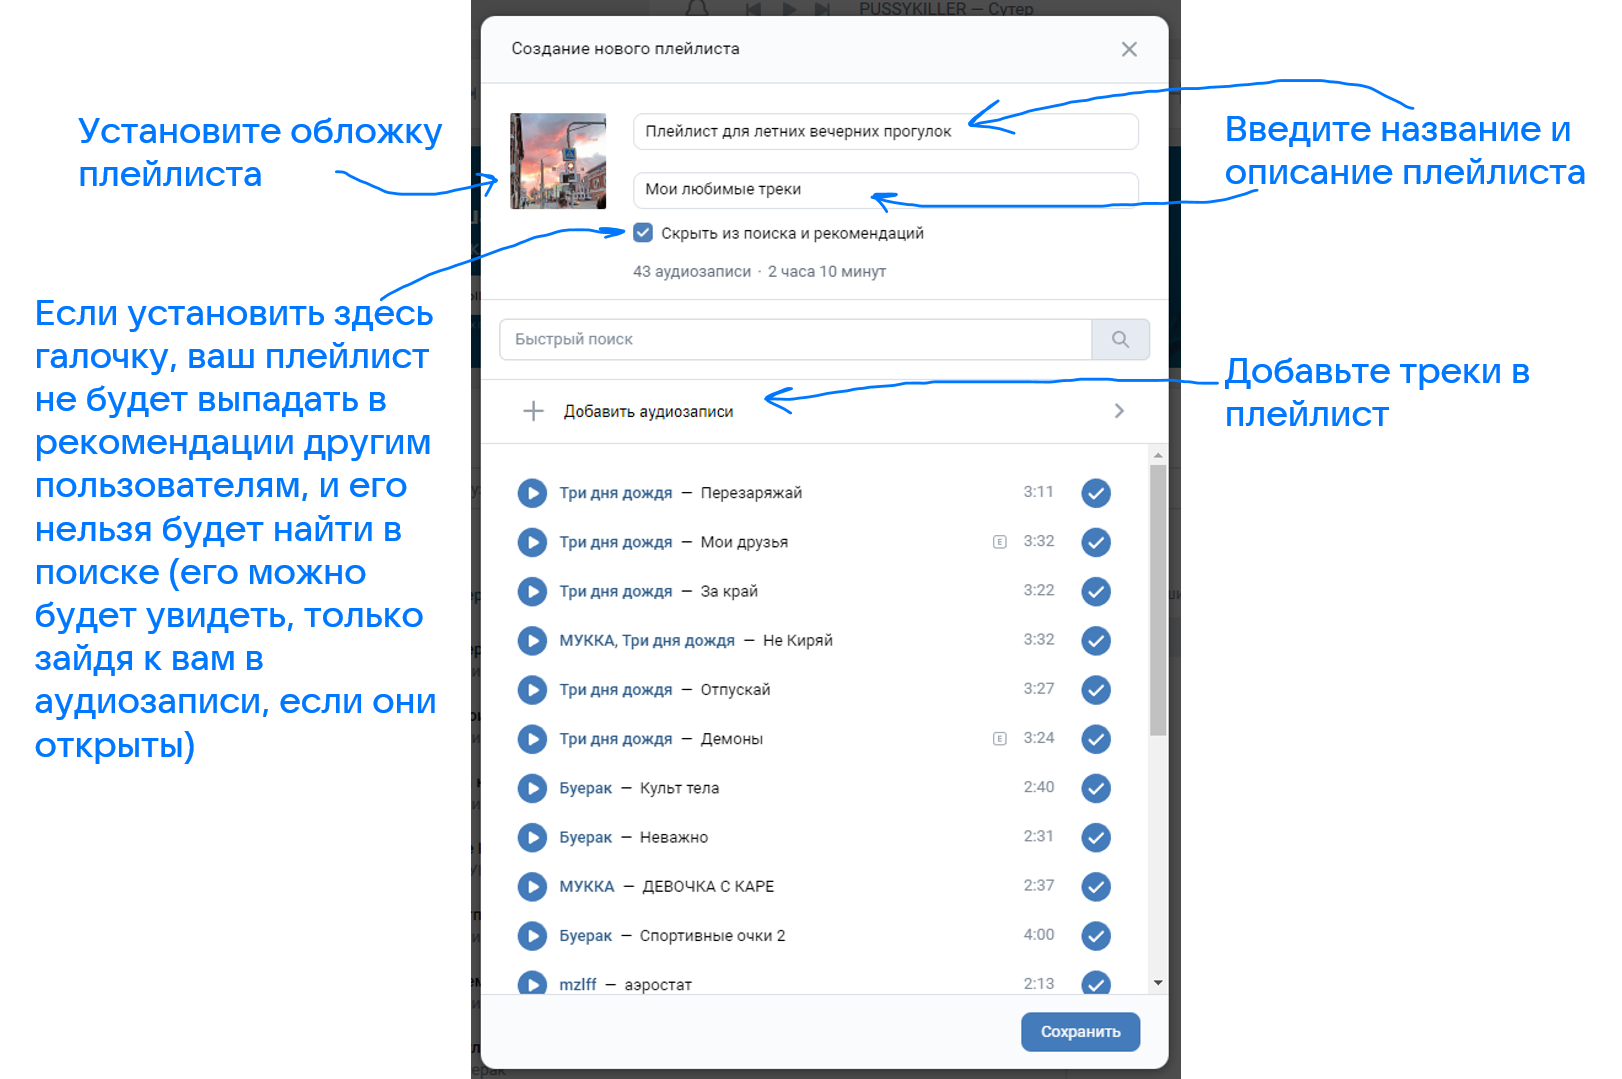 PUSSYKILLER — Сутер
Создание нового плейлиста
Установите обложку
плейлиста
Плейлист для летних вечерних прогулок
Мои любимые треки
Введите название и
описание плейлиста
Скрыть из поиска и рекомендаций
43 аудиозаписи · 2 часа 10 минут
Если установить здесь
галочку, ваш плейлист
не будет выпадать в
рекомендации другим
пользователям, и его
нельзя будет найти в
поиске (его можно
будет увидеть, только
зайдя к вам в
аудиозаписи, если они
открыты)
Быстрый поиск
Добавить аудиозаписи
Добавьте треки в
плейлист
Три дня дождя — Перезаряжай 3:11
Три дня дождя — Мои друзья E 3:32
Три дня дождя — За край 3:22
МУККА, Три дня дождя — Не Киряй 3:32
Три дня дождя — Отпускай 3:27
Три дня дождя — Демоны E 3:24
Буерак — Культ тела 2:40
Буерак — Неважно 2:31
МУККА — ДЕВОЧКА С КАРЕ 2:37
Буерак — Спортивные очки 2 4:00
mzlff — аэростат 2:13
Сохранить